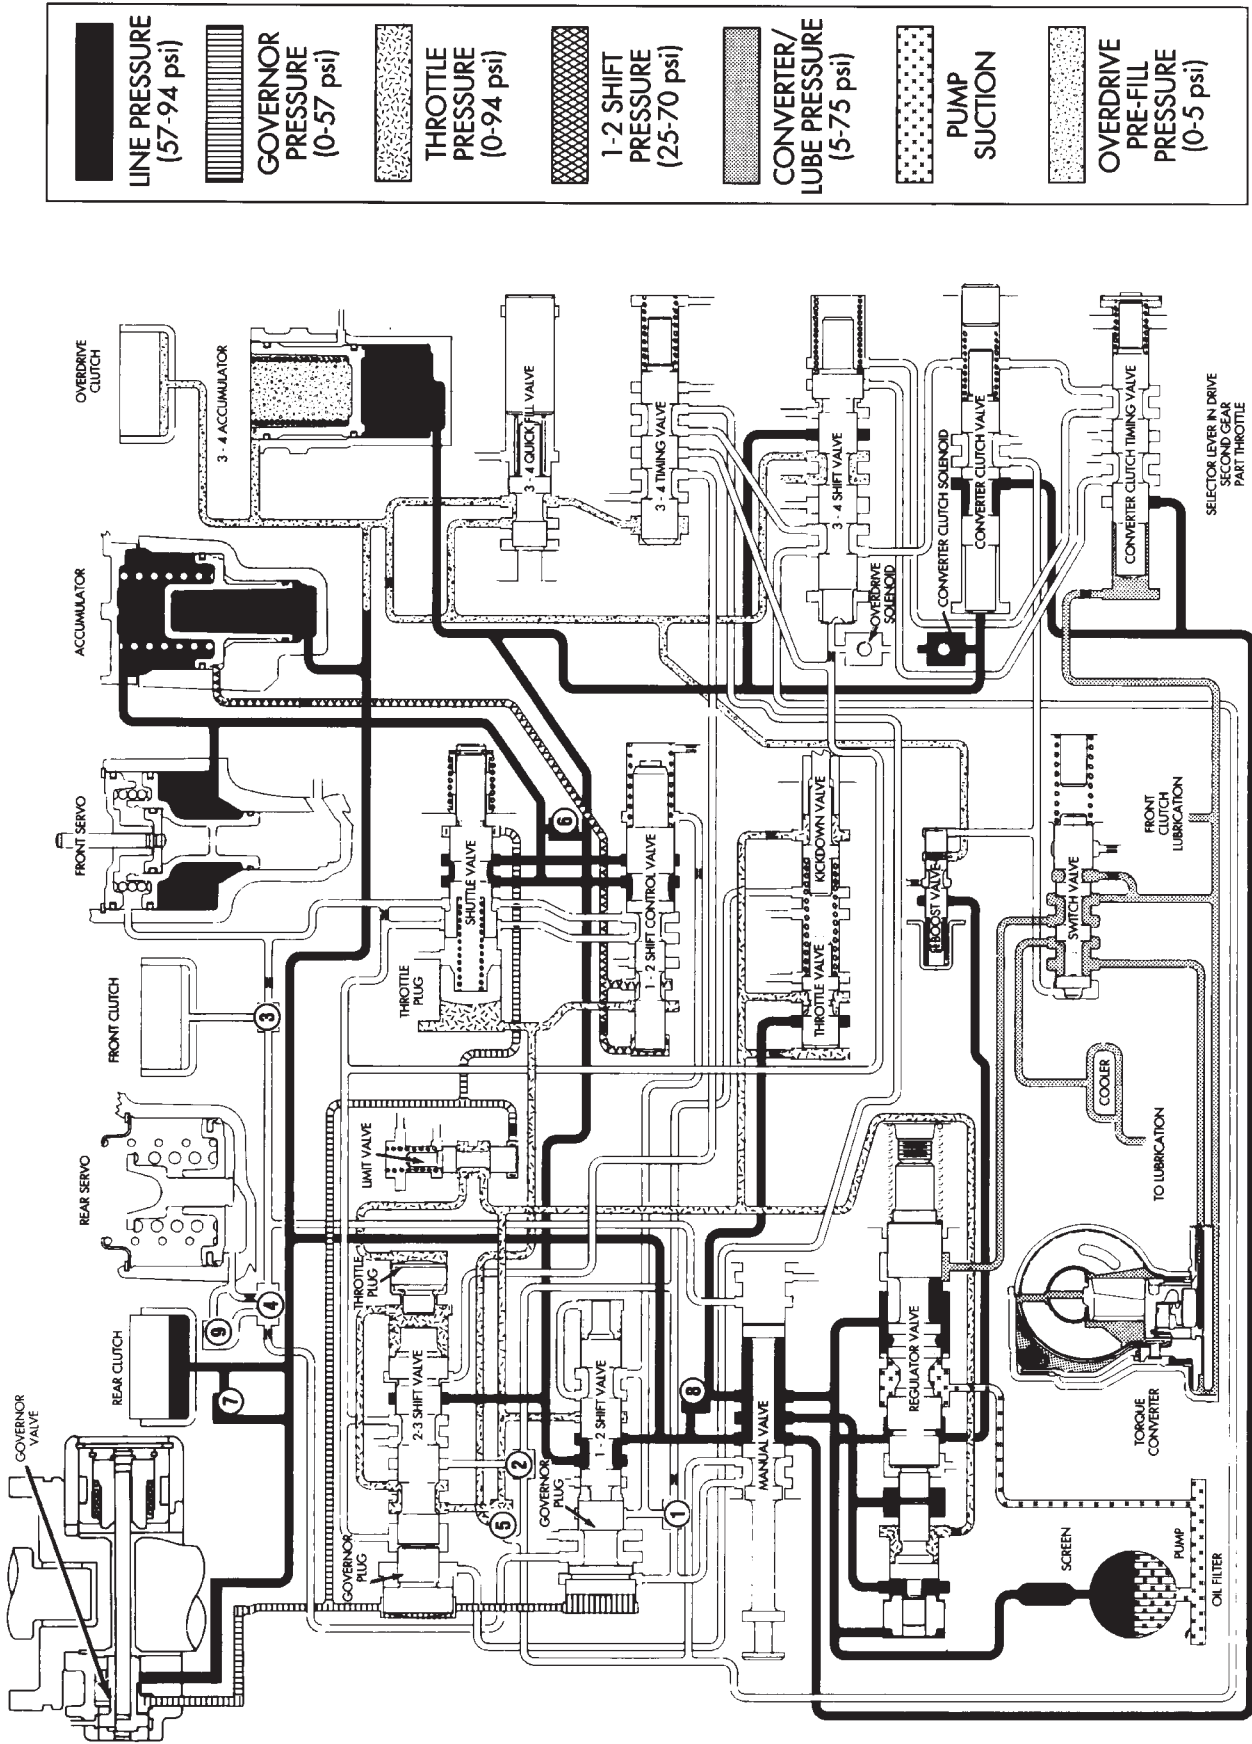 LINE PRESSURE
(57-94 psi)
GOVERNOR
PRESSURE
(0-57 psi)
THROTTLE
PRESSURE
(0-94 psi)
1-2 SHIFT
PRESSURE
(25-70 psi)
CONVERTER/
LUBE PRESSURE
(5-75 psi)
PUMP
SUCTION
OVERDRIVE
PRE-FILL
PRESSURE
(0-5 psi)
GOVERNOR
VALVE
REAR CLUTCH
7
9
4
REAR SERVO
FRONT CLUTCH
3
FRONT SERVO
ACCUMULATOR
OVERDRIVE
CLUTCH
3 - 4 ACCUMULATOR
GOVERNOR
PLUG
2-3 SHIFT VALVE
THROTTLE
PLUG
LIMIT VALVE
THROTTLE
PLUG
SHUTTLE VALVE
3 - 4 QUICK FILL VALVE
5
2
6
GOVERNOR
PLUG
1 - 2 SHIFT VALVE
1 - 2 SHIFT CONTROL VALVE
3 - 4 TIMING VALVE
1
8
MANUAL VALVE
THROTTLE VALVE
KICKDOWN VALVE
3 - 4 SHIFT VALVE
OVERDRIVE
SOLENOID
REGULATOR VALVE
BOOST VALVE
CONVERTER CLUTCH SOLENOID
CONVERTER CLUTCH VALVE
SCREEN
PUMP
OIL FILTER
TORQUE
CONVERTER
TO LUBRICATION
COOLER
SWITCH VALVE
FRONT
CLUTCH
LUBRICATION
CONVERTER CLUTCH TIMING VALVE
SELECTOR LEVER IN DRIVE
SECOND GEAR
PART THROTTLE